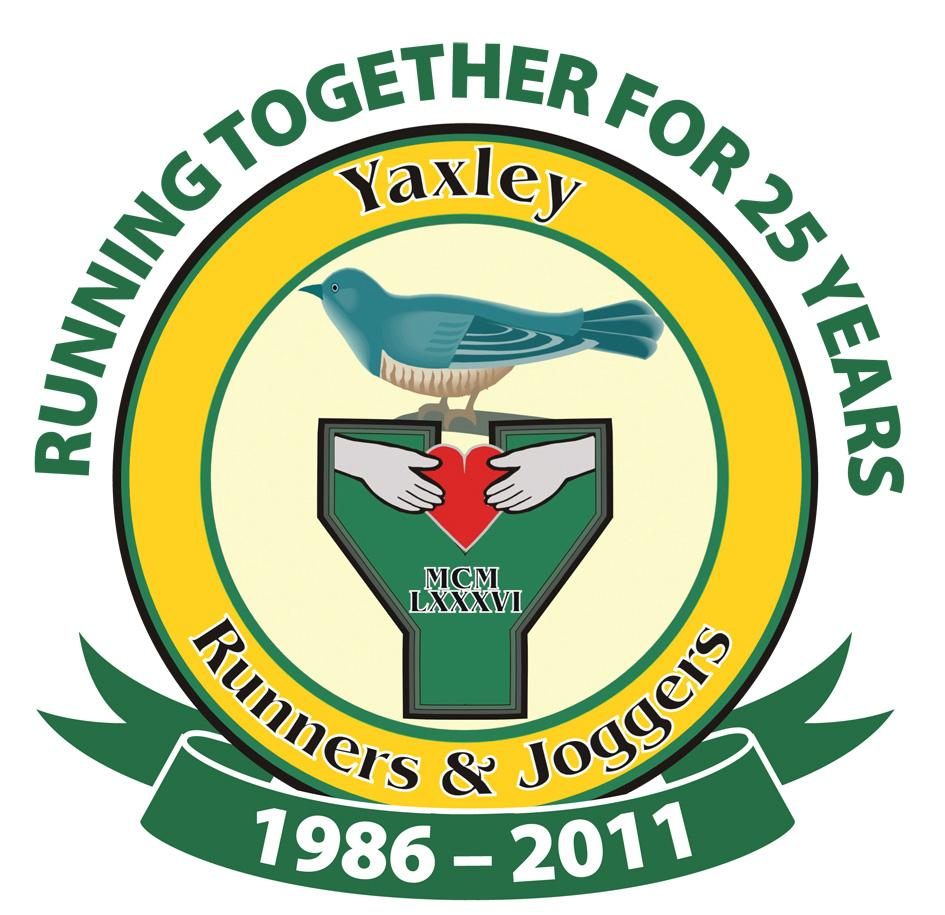 RUNNING TOGETHER FOR 25 YEARS
Yaxley
MCM
LXXXVI
Runners & Joggers
1986 – 2011